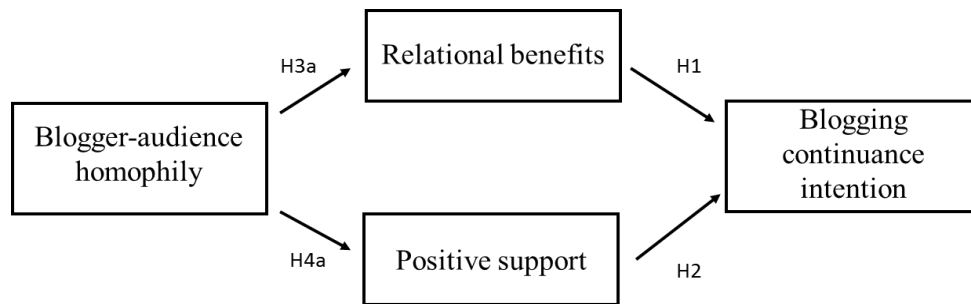 Relational benefits
H3a
H1
Blogger-audience
homophily
Blogging
continuance
intention
H4a
Positive support
H2